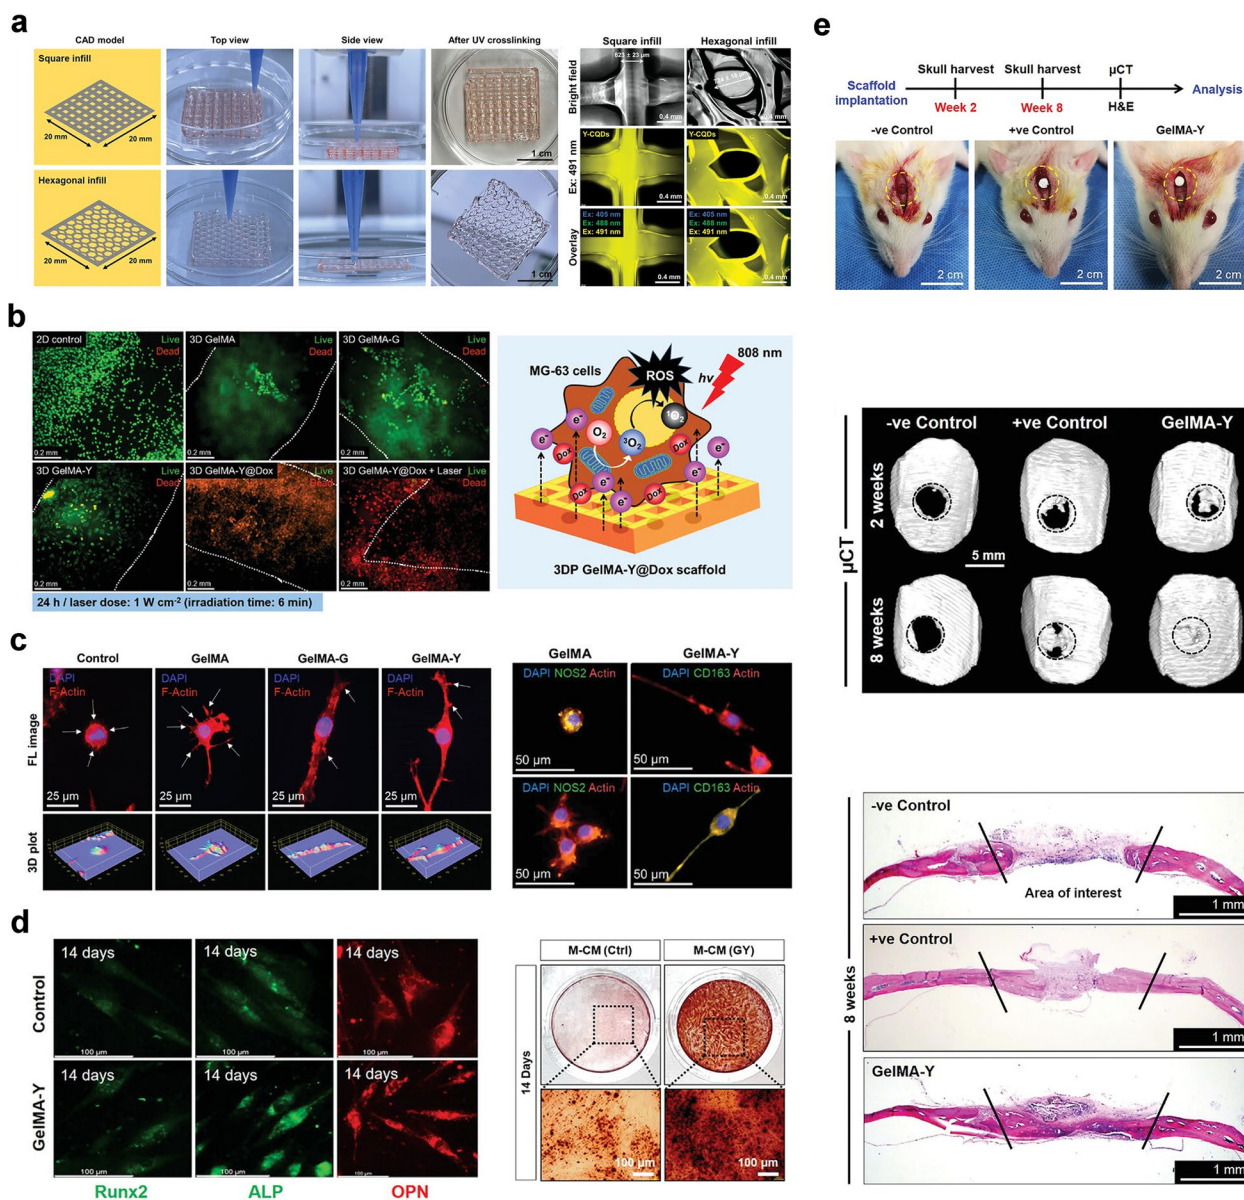 a
CAD model
Top view
Side view
After UV crosslinking
Square infill
20 mm
20 mm
1 cm
Hexagonal infill
20 mm
20 mm
1 cm
Square infill
Hexagonal infill
Bright field
623 ± 23 µm
0.4 mm
0.4 mm
Ex: 491 nm
Y-CQDs
Y-CQDs
0.4 mm
0.4 mm
Overlay
Ex: 405 nm
Ex: 488 nm
Ex: 491 nm
0.4 mm
Ex: 405 nm
Ex: 488 nm
Ex: 491 nm
0.4 mm
b
2D control
Live
Dead
0.2 mm
3D GelMA
Live
Dead
0.2 mm
3D GelMA-G
Live
Dead
0.2 mm
3D GelMA-Y
Live
Dead
0.2 mm
3D GelMA-Y@Dox
Live
Dead
0.2 mm
3D GelMA-Y@Dox + Laser
Live
Dead
0.2 mm
24 h / laser dose: 1 W cm⁻² (irradiation time: 6 min)
MG-63 cells
ROS
hv
808 nm
O₂
³O₂
¹O₂
e⁻
e⁻
e⁻
e⁻
e⁻
e⁻
e⁻
Dox
Dox
Dox
Dox
Dox
3DP GelMA-Y@Dox scaffold
c
Control
GelMA
GelMA-G
GelMA-Y
FL image
DAPI
F-Actin
25 µm
DAPI
F-Actin
25 µm
DAPI
F-Actin
25 µm
DAPI
F-Actin
25 µm
3D plot
GelMA
GelMA-Y
DAPI NOS2 Actin
50 µm
DAPI CD163 Actin
50 µm
DAPI NOS2 Actin
50 µm
DAPI CD163 Actin
50 µm
d
Control
14 days
100 µm
14 days
100 µm
14 days
100 µm
GelMA-Y
14 days
100 µm
14 days
100 µm
14 days
100 µm
Runx2
ALP
OPN
M-CM (Ctrl)
M-CM (GY)
14 Days
100 µm
100 µm
e
Scaffold
implantation
Skull harvest
Week 2
Skull harvest
Week 8
µCT
H&E
Analysis
-ve Control
+ve Control
GelMA-Y
2 cm
2 cm
2 cm
µCT
-ve Control
+ve Control
GelMA-Y
2 weeks
5 mm
8 weeks
8 weeks
-ve Control
Area of interest
1 mm
+ve Control
1 mm
GelMA-Y
1 mm